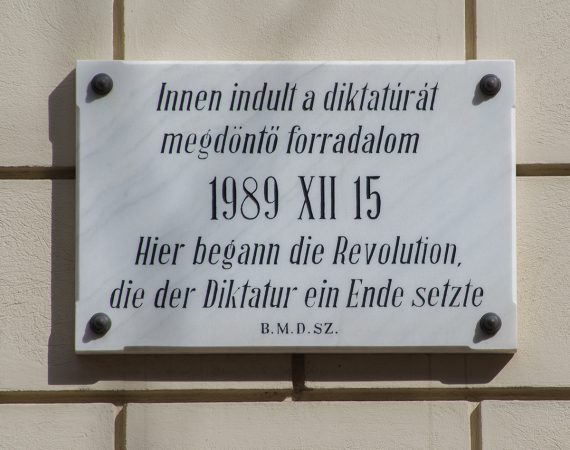 Innen indult a diktatúrát
megdöntő forradalom
1989 XII 15
Hier begann die Revolution,
die der Diktatur ein Ende setzte
B.M.D.SZ.